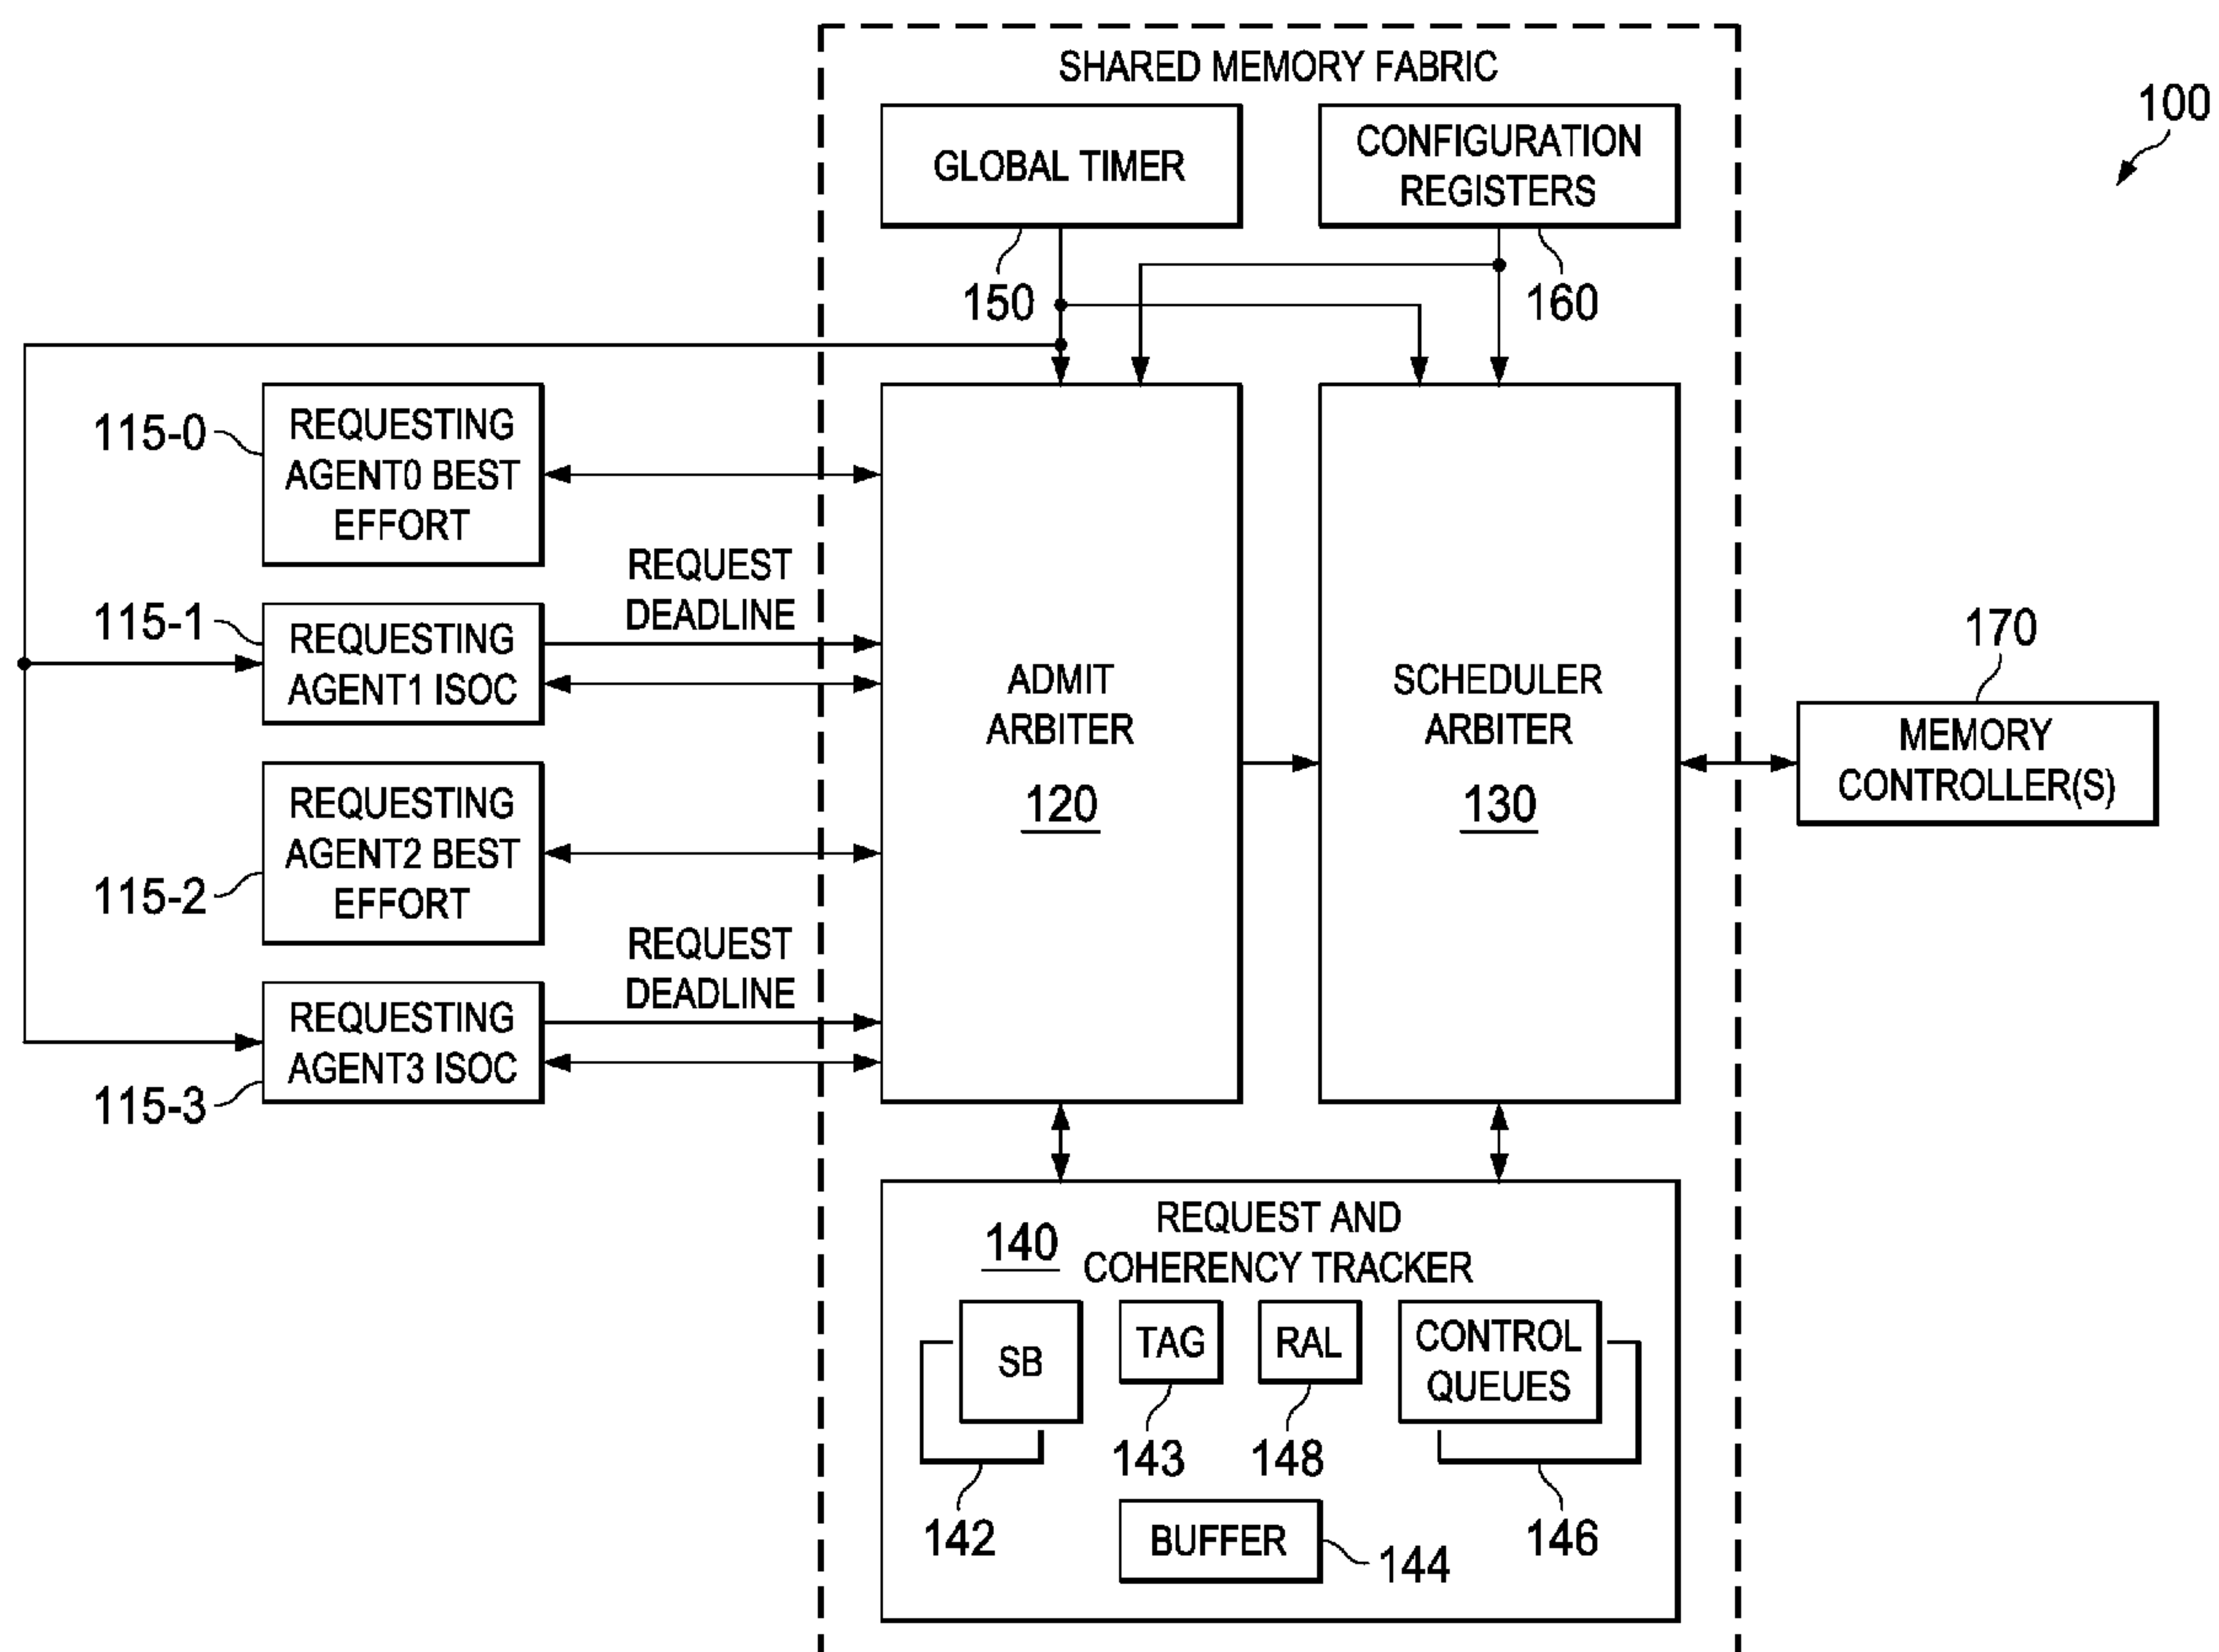 SHARED MEMORY FABRIC
100
GLOBAL TIMER
CONFIGURATION
REGISTERS
150
160
115-0
REQUESTING
AGENT0 BEST
EFFORT
REQUEST
DEADLINE
115-1
REQUESTING
AGENT1 ISOC
ADMIT
ARBITER
120
SCHEDULER
ARBITER
130
170
MEMORY
CONTROLLER(S)
REQUESTING
AGENT2 BEST
EFFORT
115-2
REQUEST
DEADLINE
REQUESTING
AGENT3 ISOC
115-3
REQUEST AND
140 COHERENCY TRACKER
SB
TAG
RAL
CONTROL
QUEUES
143
148
142
BUFFER
144
146